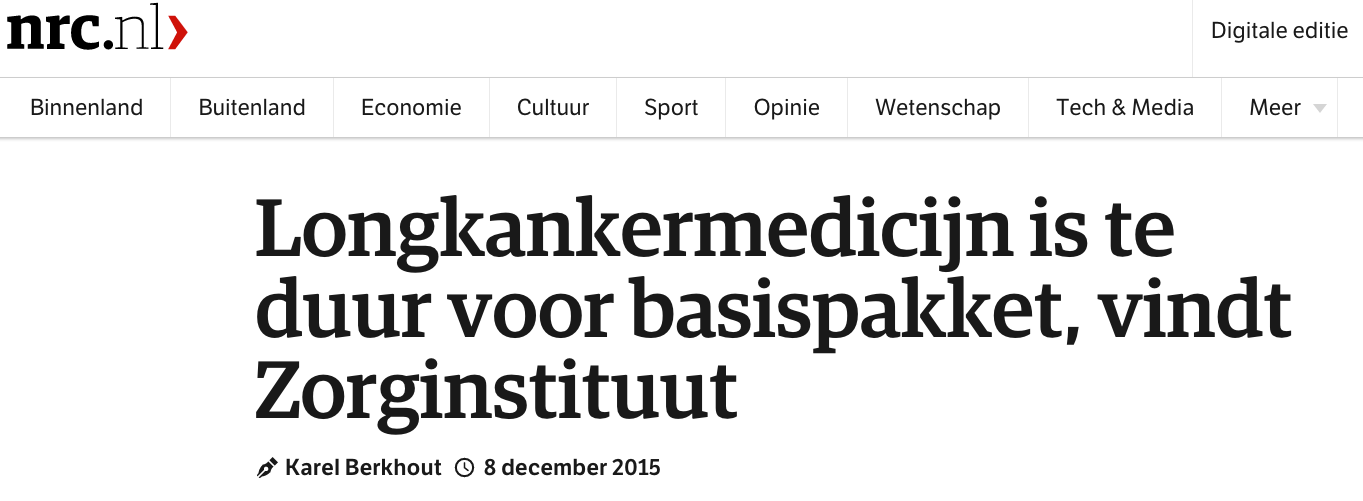 nrc.nl
Digitale editie
Binnenland Buitenland Economie Cultuur Sport Opinie Wetenschap Tech & Media Meer
Longkankermedicijn is te
duur voor basispakket, vindt
Zorginstituut
Karel Berkhout 8 december 2015